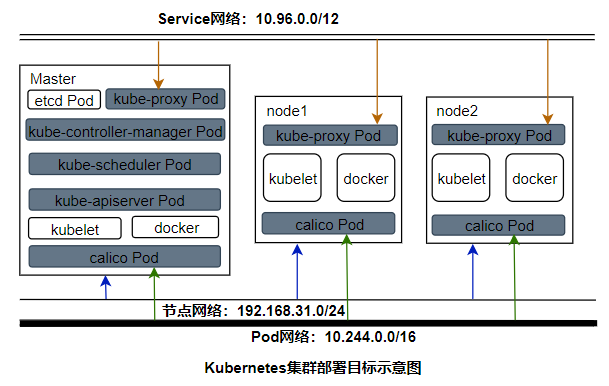 Service网络：10.96.0.0/12
Master
etcd Pod
kube-proxy Pod
kube-controller-manager Pod
kube-scheduler Pod
kube-apiserver Pod
kubelet
docker
calico Pod
node1
kube-proxy Pod
kubelet
docker
calico Pod
node2
kube-proxy Pod
kubelet
docker
calico Pod
节点网络：192.168.31.0/24
Pod网络：10.244.0.0/16
Kubernetes集群部署目标示意图